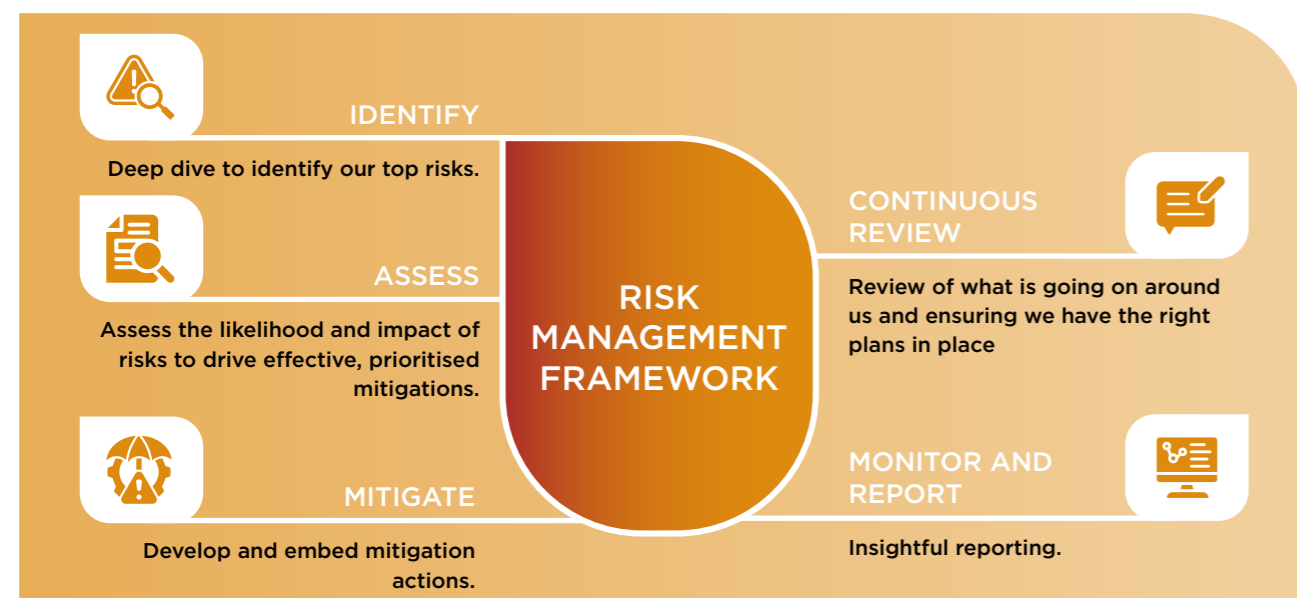 IDENTIFY
Deep dive to identify our top risks.
ASSESS
Assess the likelihood and impact of
risks to drive effective, prioritised
mitigations.
MITIGATE
Develop and embed mitigation
actions.
RISK
MANAGEMENT
FRAMEWORK
CONTINUOUS
REVIEW
Review of what is going on around
us and ensuring we have the right
plans in place
MONITOR AND
REPORT
Insightful reporting.